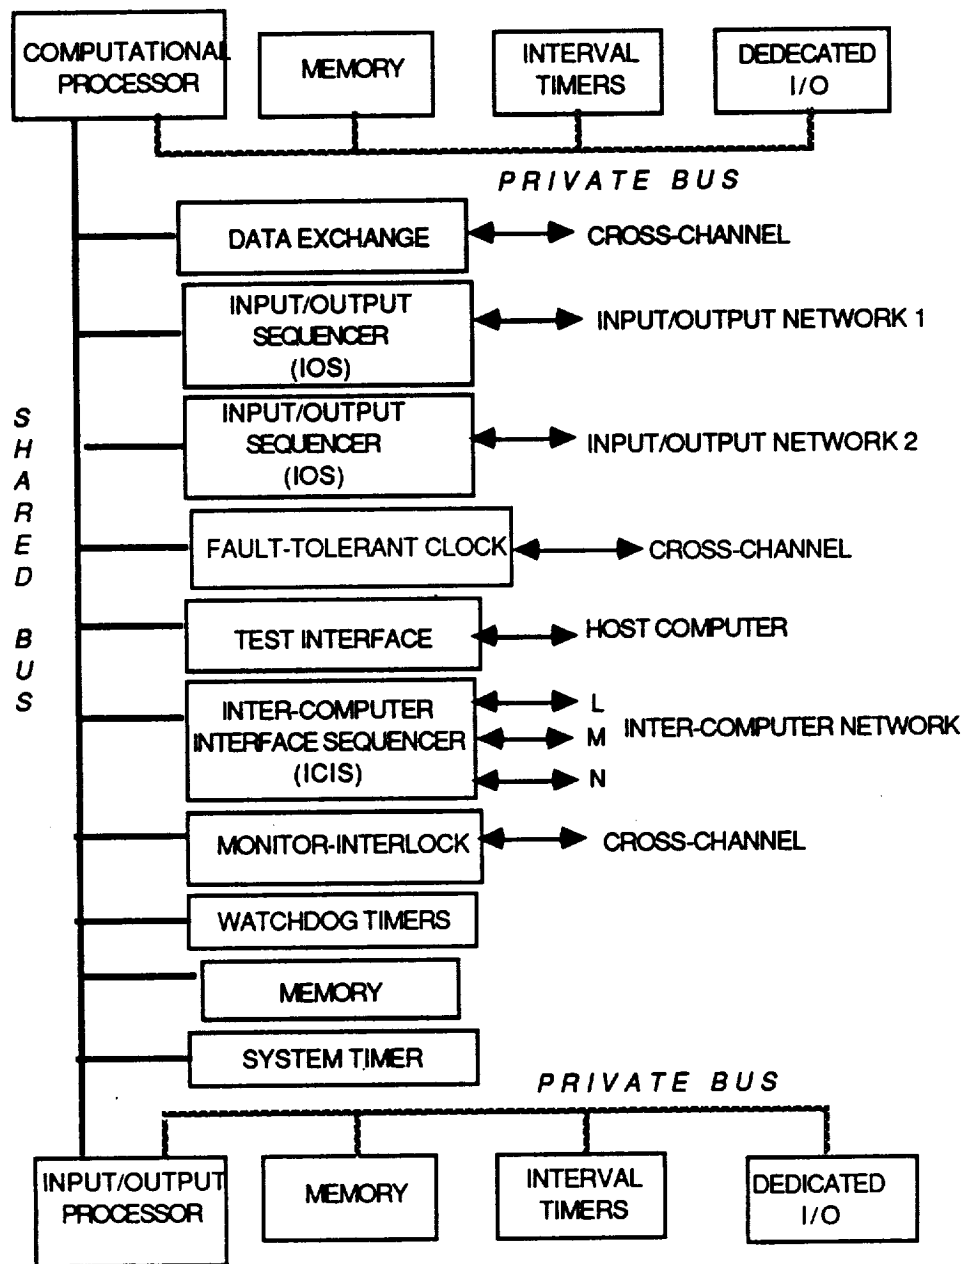 COMPUTATIONAL
PROCESSOR
MEMORY
INTERVAL
TIMERS
DEDECATED
I/O
PRIVATE BUS
DATA EXCHANGE
CROSS-CHANNEL
INPUT/OUTPUT
SEQUENCER
(IOS)
INPUT/OUTPUT NETWORK 1
INPUT/OUTPUT
SEQUENCER
(IOS)
INPUT/OUTPUT NETWORK 2
SHARED BUS
FAULT-TOLERANT CLOCK
CROSS-CHANNEL
TEST INTERFACE
HOST COMPUTER
INTER-COMPUTER
INTERFACE SEQUENCER
(ICIS)
L
M
N
INTER-COMPUTER NETWORK
MONITOR-INTERLOCK
CROSS-CHANNEL
WATCHDOG TIMERS
MEMORY
SYSTEM TIMER
PRIVATE BUS
INPUT/OUTPUT
PROCESSOR
MEMORY
INTERVAL
TIMERS
DEDICATED
I/O